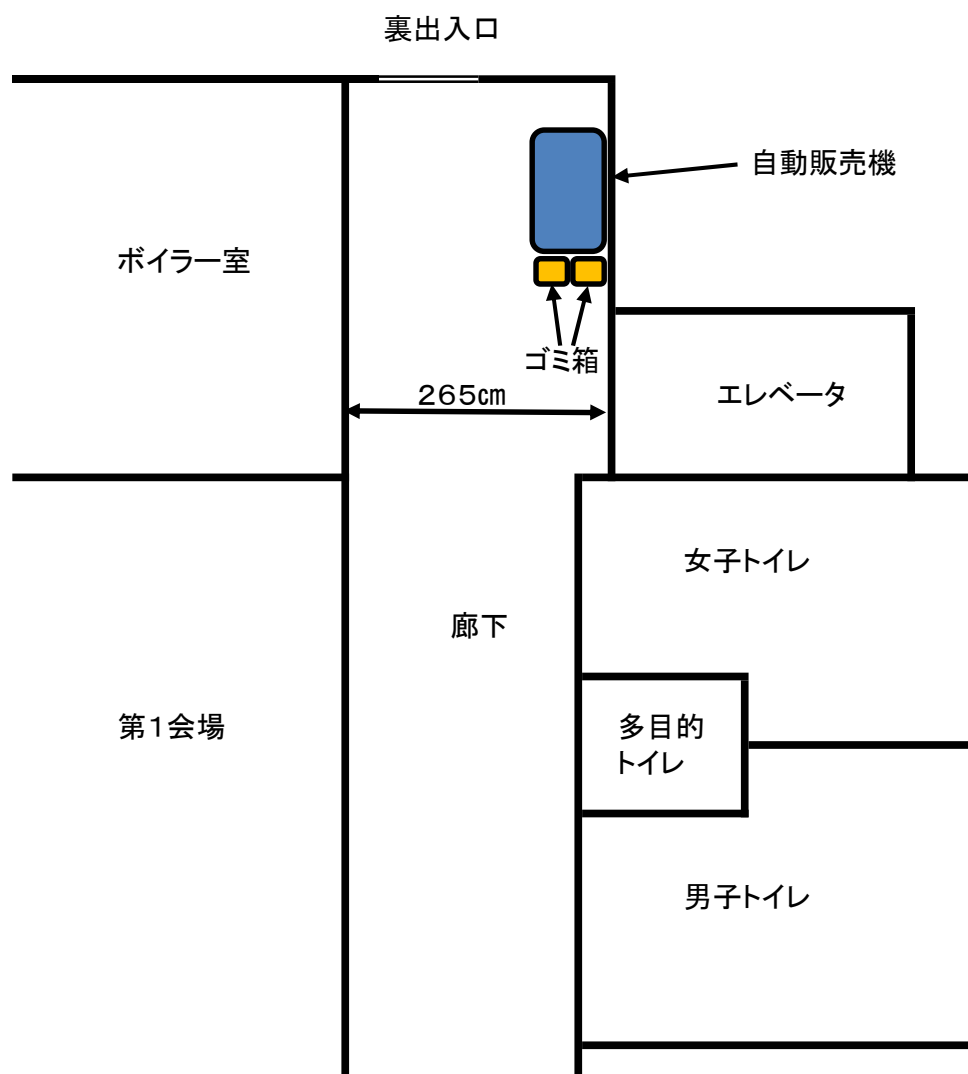 裏出入口
自動販売機
ボイラー室
ゴミ箱
265㎝
エレベータ
女子トイレ
廊下
第1会場
多目的
トイレ
男子トイレ